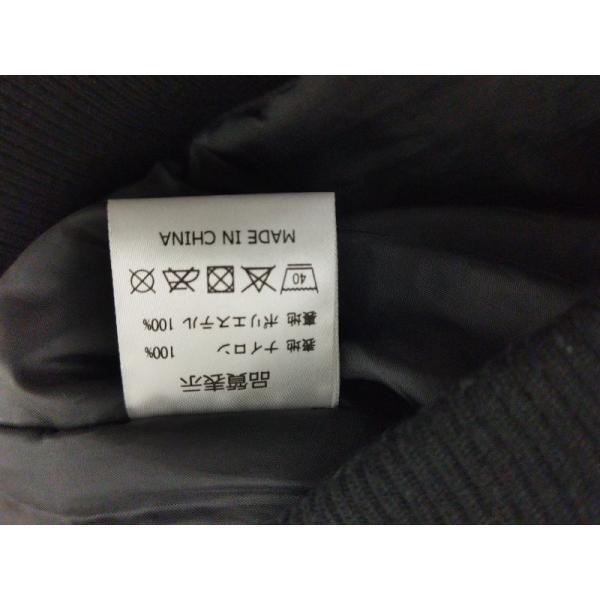 品質表示
表地 ナイロン 100%
裏地 ポリエステル 100%
40
MADE IN CHINA